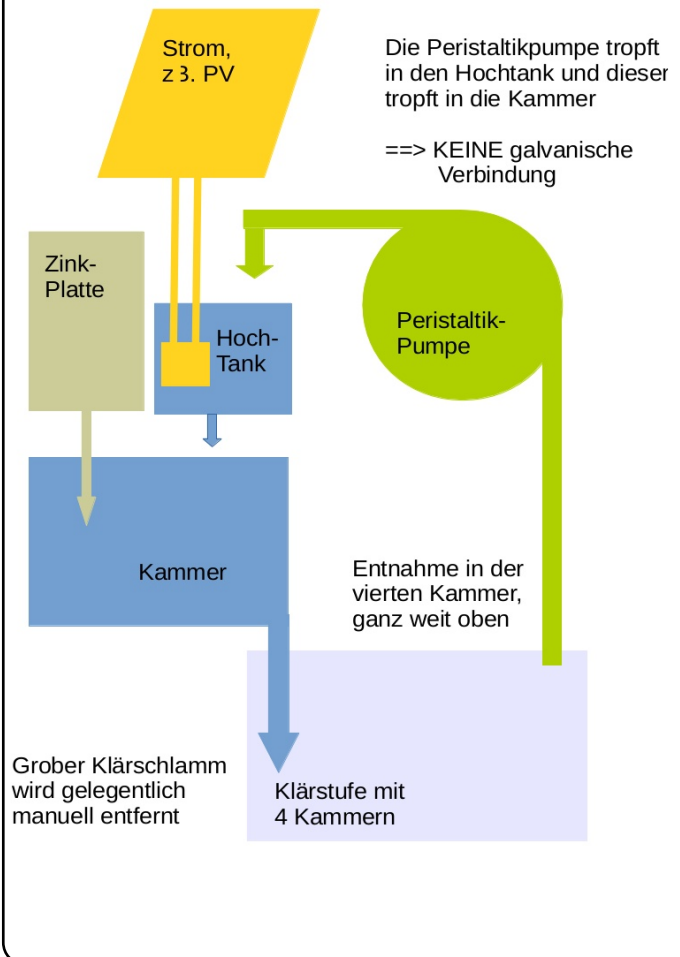 Strom,
z 3. PV
Die Peristaltikpumpe tropft
in den Hochtank und dieser
tropft in die Kammer
==> KEINE galvanische
Verbindung
Zink-
Platte
Hoch-
Tank
Peristaltik-
Pumpe
Kammer
Entnahme in der
vierten Kammer,
ganz weit oben
Grober Klärschlamm
wird gelegentlich
manuell entfernt
Klärstufe mit
4 Kammern